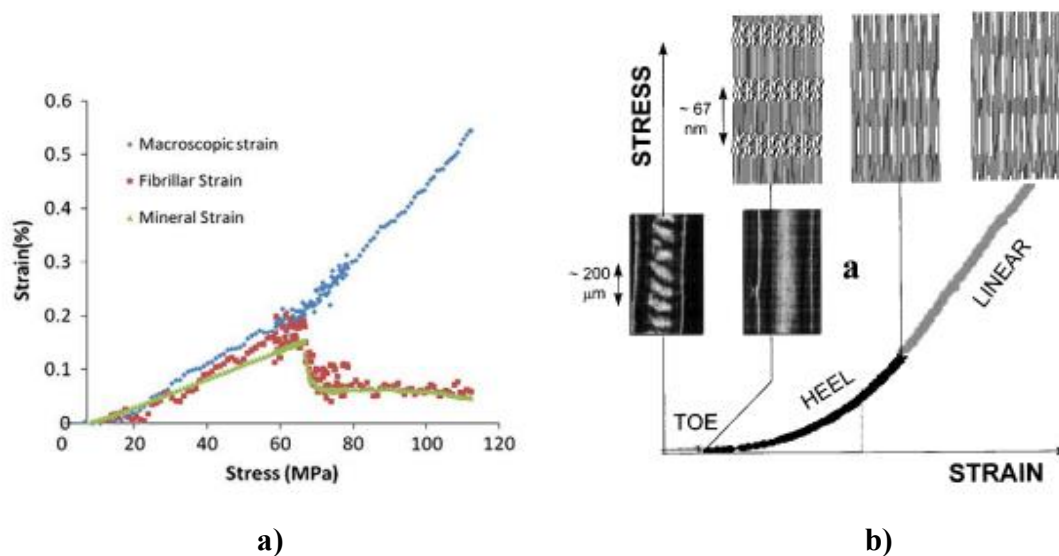 0.6
0.5
0.4
0.3
0.2
0.1
0
Macroscopic strain
Fibrillar Strain
Mineral Strain
Strain(%)
0 20 40 60 80 100 120
Stress (MPa)
a)
STRESS
~ 67
nm
~ 200
μm
a
TOE
HEEL
LINEAR
STRAIN
b)